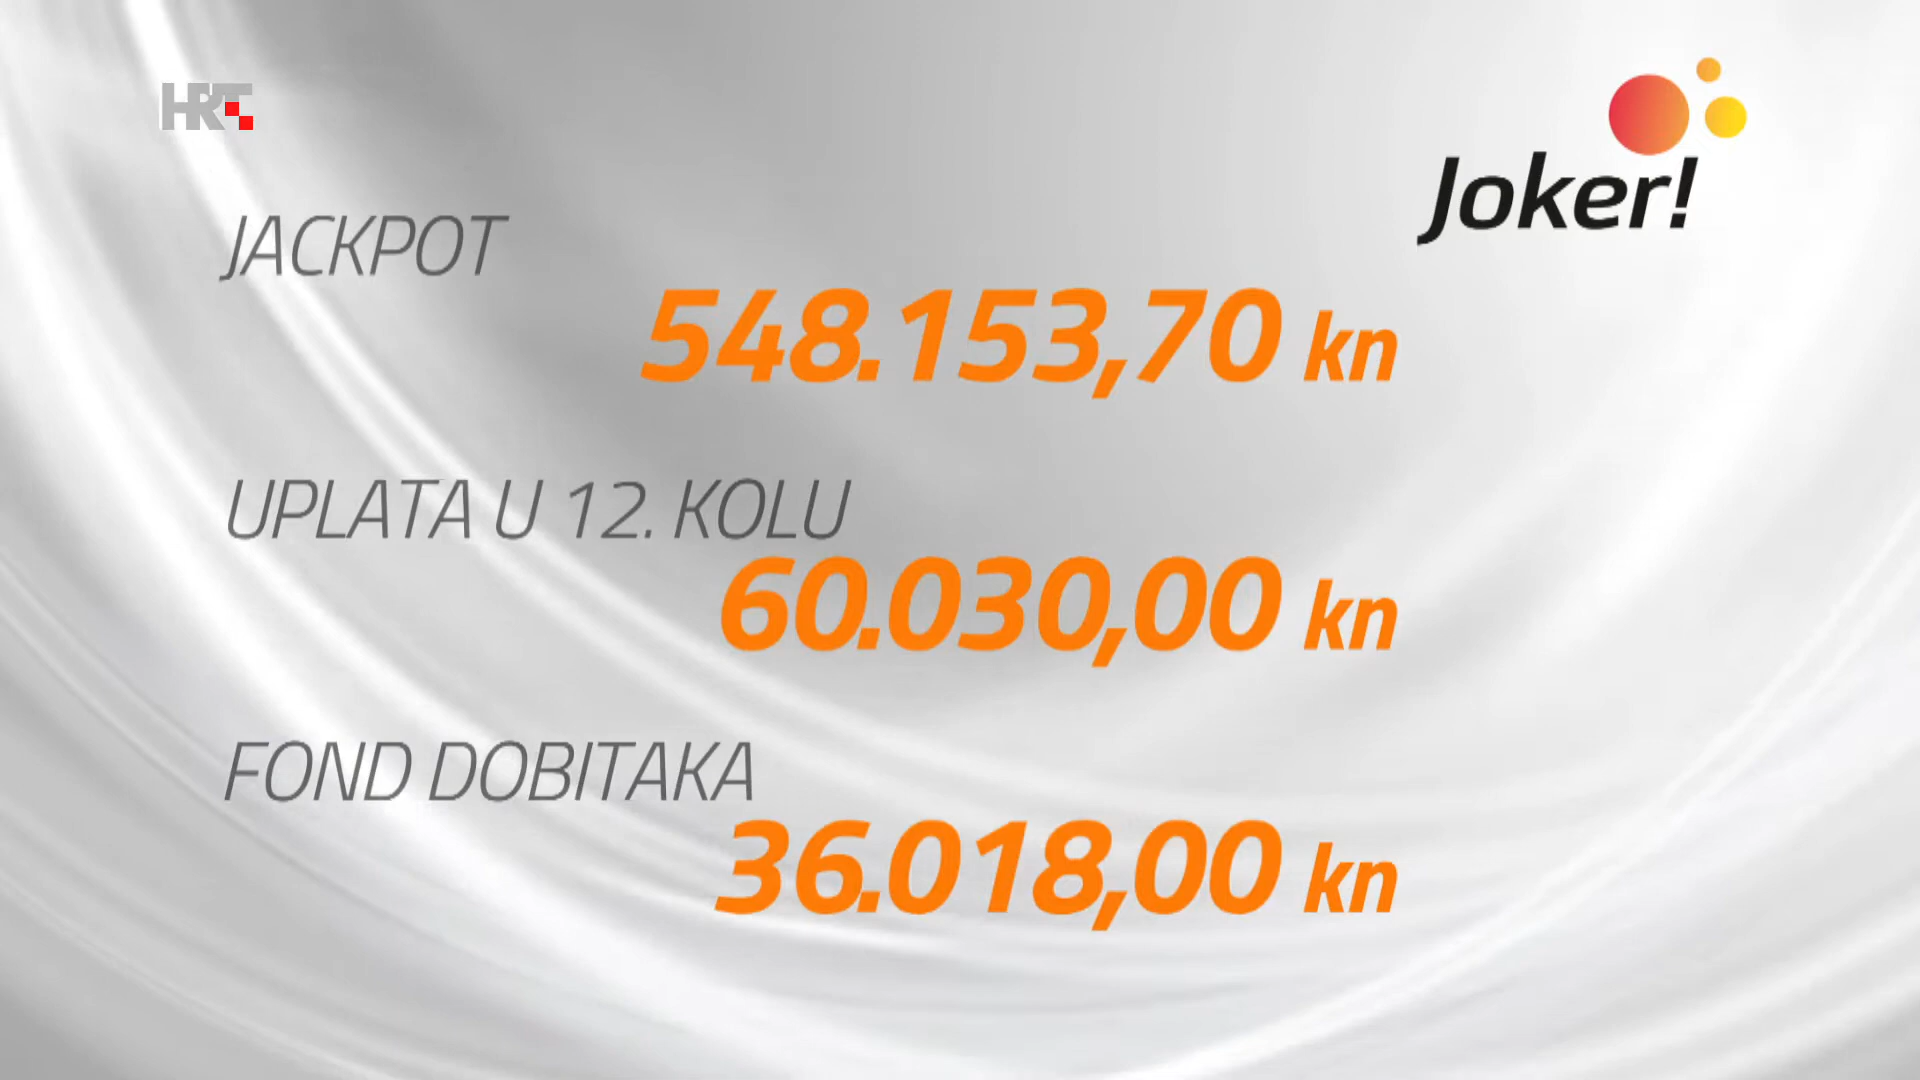 HRT
Joker!
JACKPOT
548.153,70 kn
UPLATA U 12. KOLU
60.030,00 kn
FOND DOBITAKA
36.018,00 kn